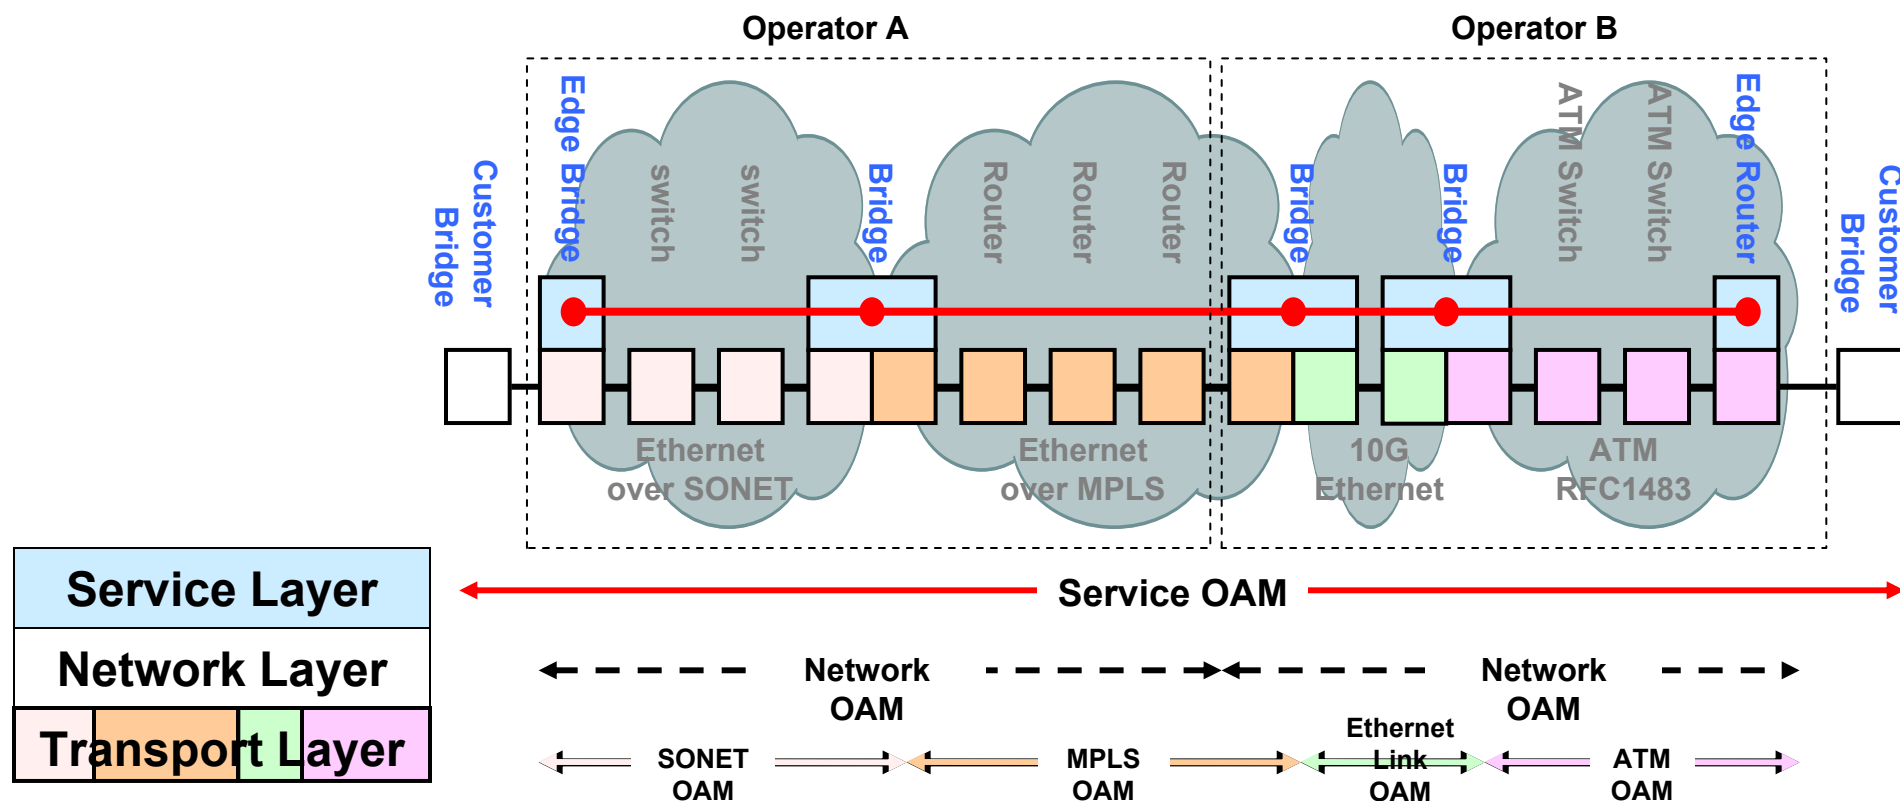 Operator A
Operator B
Customer
Bridge
Edge Bridge
switch
switch
Bridge
Router
Router
Router
Bridge
Bridge
ATM Switch
ATM Switch
Edge Router
Customer
Bridge
Ethernet
over SONET
Ethernet
over MPLS
10G
Ethernet
ATM
RFC1483
Service Layer
Network Layer
Transport Layer
Service OAM
Network
OAM
Network
OAM
SONET
OAM
MPLS
OAM
Ethernet
Link
OAM
ATM
OAM